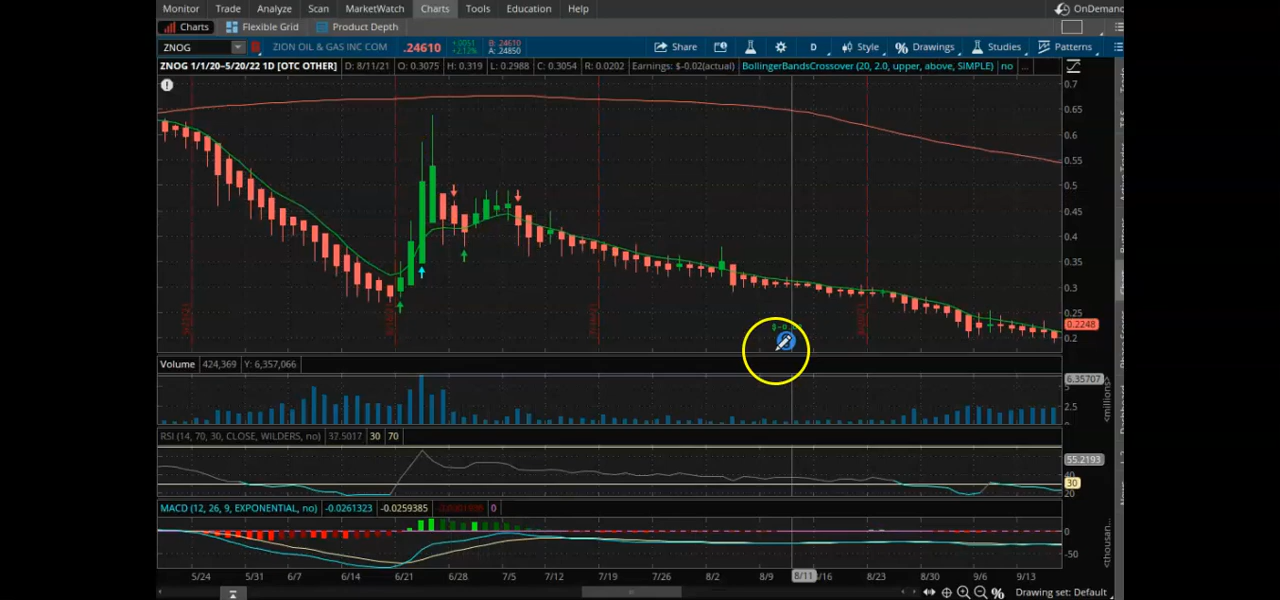 Monitor Trade Analyze Scan MarketWatch Charts Tools Education Help OnDemand
Charts Flexible Grid Product Depth
ZNOG ZION OIL & GAS INC COM .24610 +.0051 +2.12% B: .24610 A: .24850 Share D Style Drawings Studies Patterns
ZNOG 1/1/20-5/20/22 1D [OTC OTHER] D: 8/11/21 O: 0.3075 H: 0.319 L: 0.2988 C: 0.3054 R: 0.0202 Earnings: $-0.02(actual) BollingerBandsCrossover (20, 2.0, upper, above, SIMPLE) no ...
0.7
0.65
0.6
0.55
0.5
0.45
0.4
0.35
0.3
0.25
0.2248
0.2
Volume 424,369 Y: 6,357,066
6.35707
2.5
<millions>
RSI (14, 70, 30, CLOSE, WILDERS, no) 37.5017 30 70
55.2193
40
30
20
MACD (12, 26, 9, EXPONENTIAL, no) -0.0261323 -0.0259385 0
0
-50
<thousan...
5/24 5/31 6/7 6/14 6/21 6/28 7/5 7/12 7/19 7/26 8/2 8/9 8/11 /16 8/23 8/30 9/6 9/13
Drawing set: Default